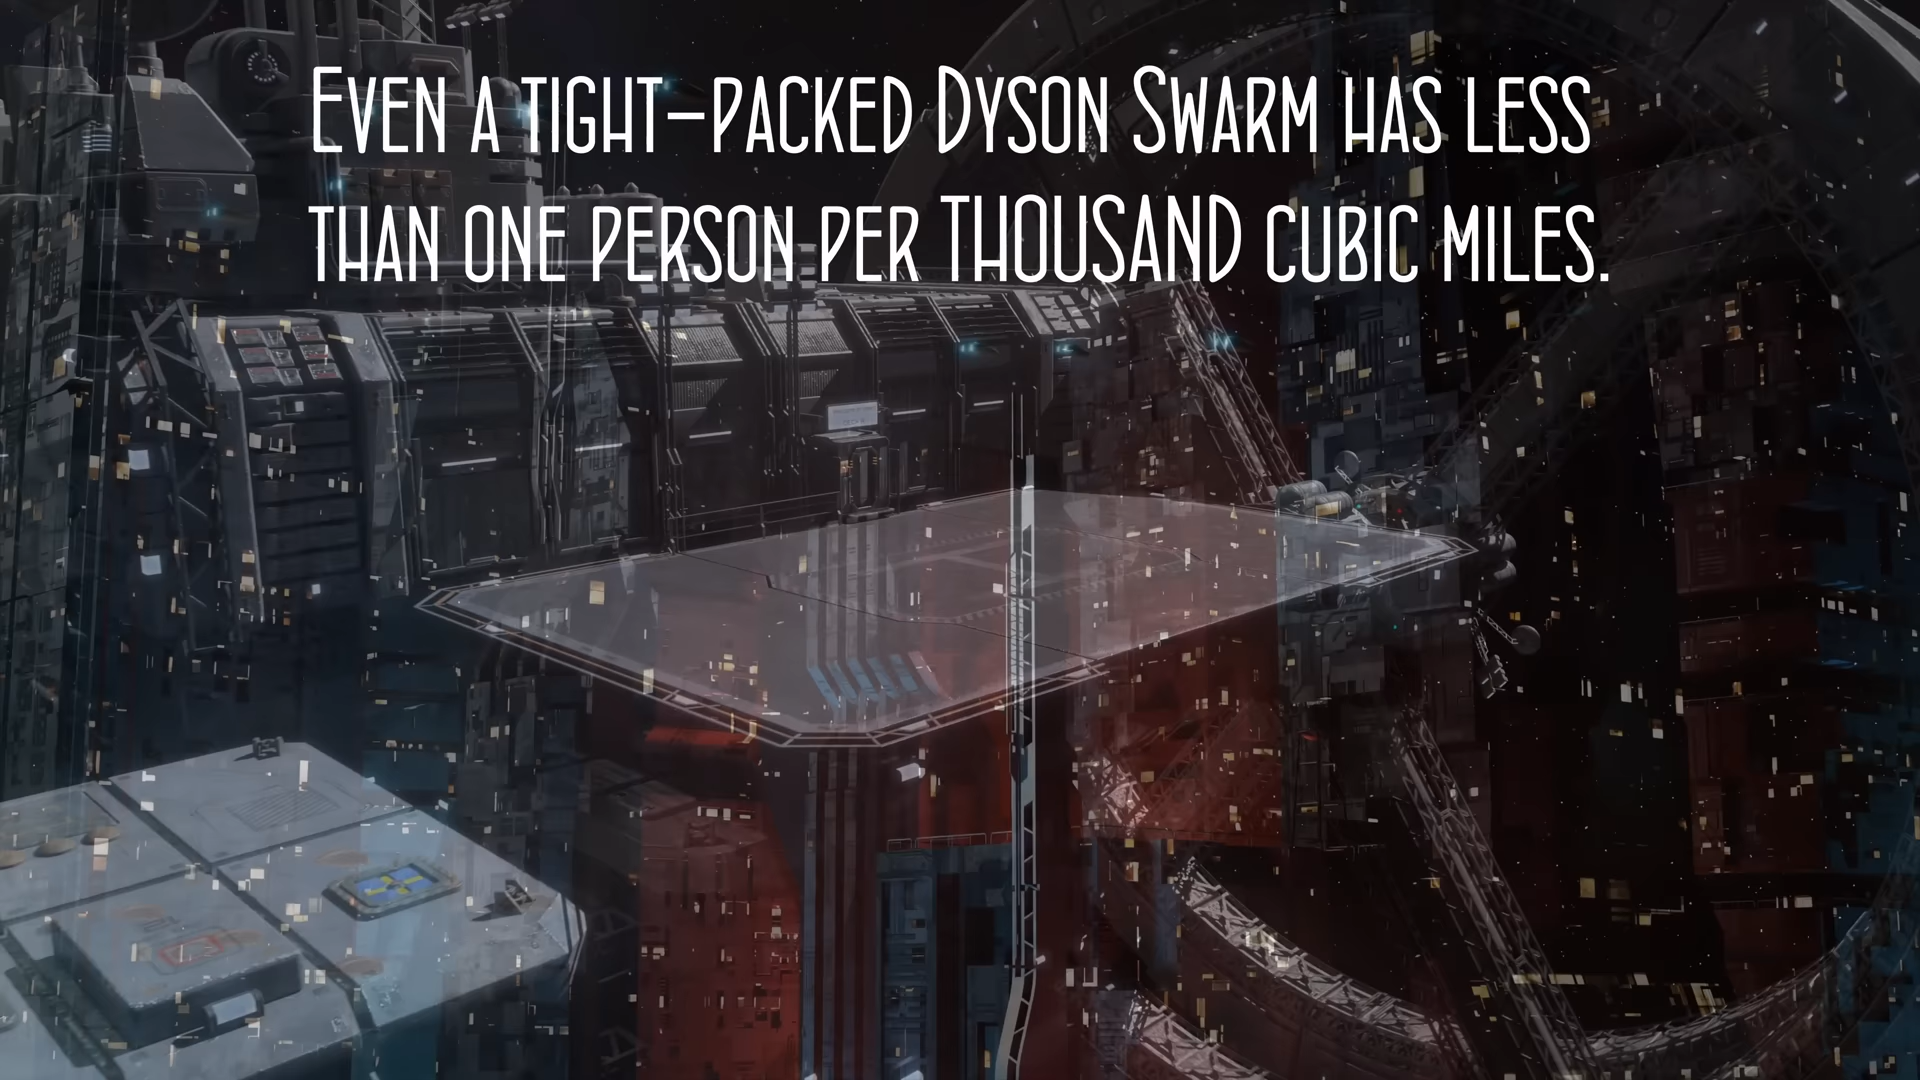 Even a tight-packed Dyson Swarm has less
than one person per THOUSAND cubic miles.